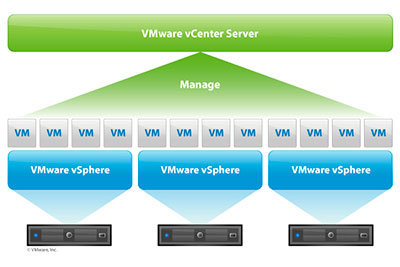 VMware vCenter Server
Manage
VM VM VM VM VM VM VM VM VM VM VM VM
VMware vSphere VMware vSphere VMware vSphere
© VMware, Inc.